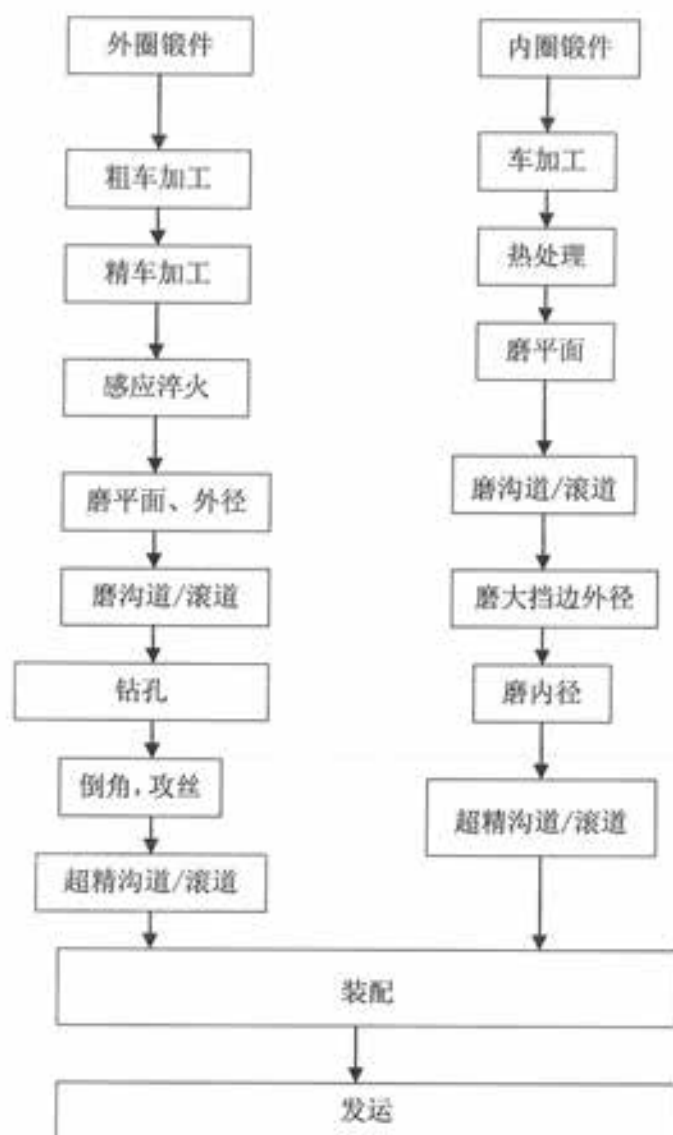 外圈锻件
粗车加工
精车加工
感应淬火
磨平面、外径
磨沟道/滚道
钻孔
倒角，攻丝
超精沟道/滚道
内圈锻件
车加工
热处理
磨平面
磨沟道/滚道
磨大挡边外径
磨内径
超精沟道/滚道
装配
发运